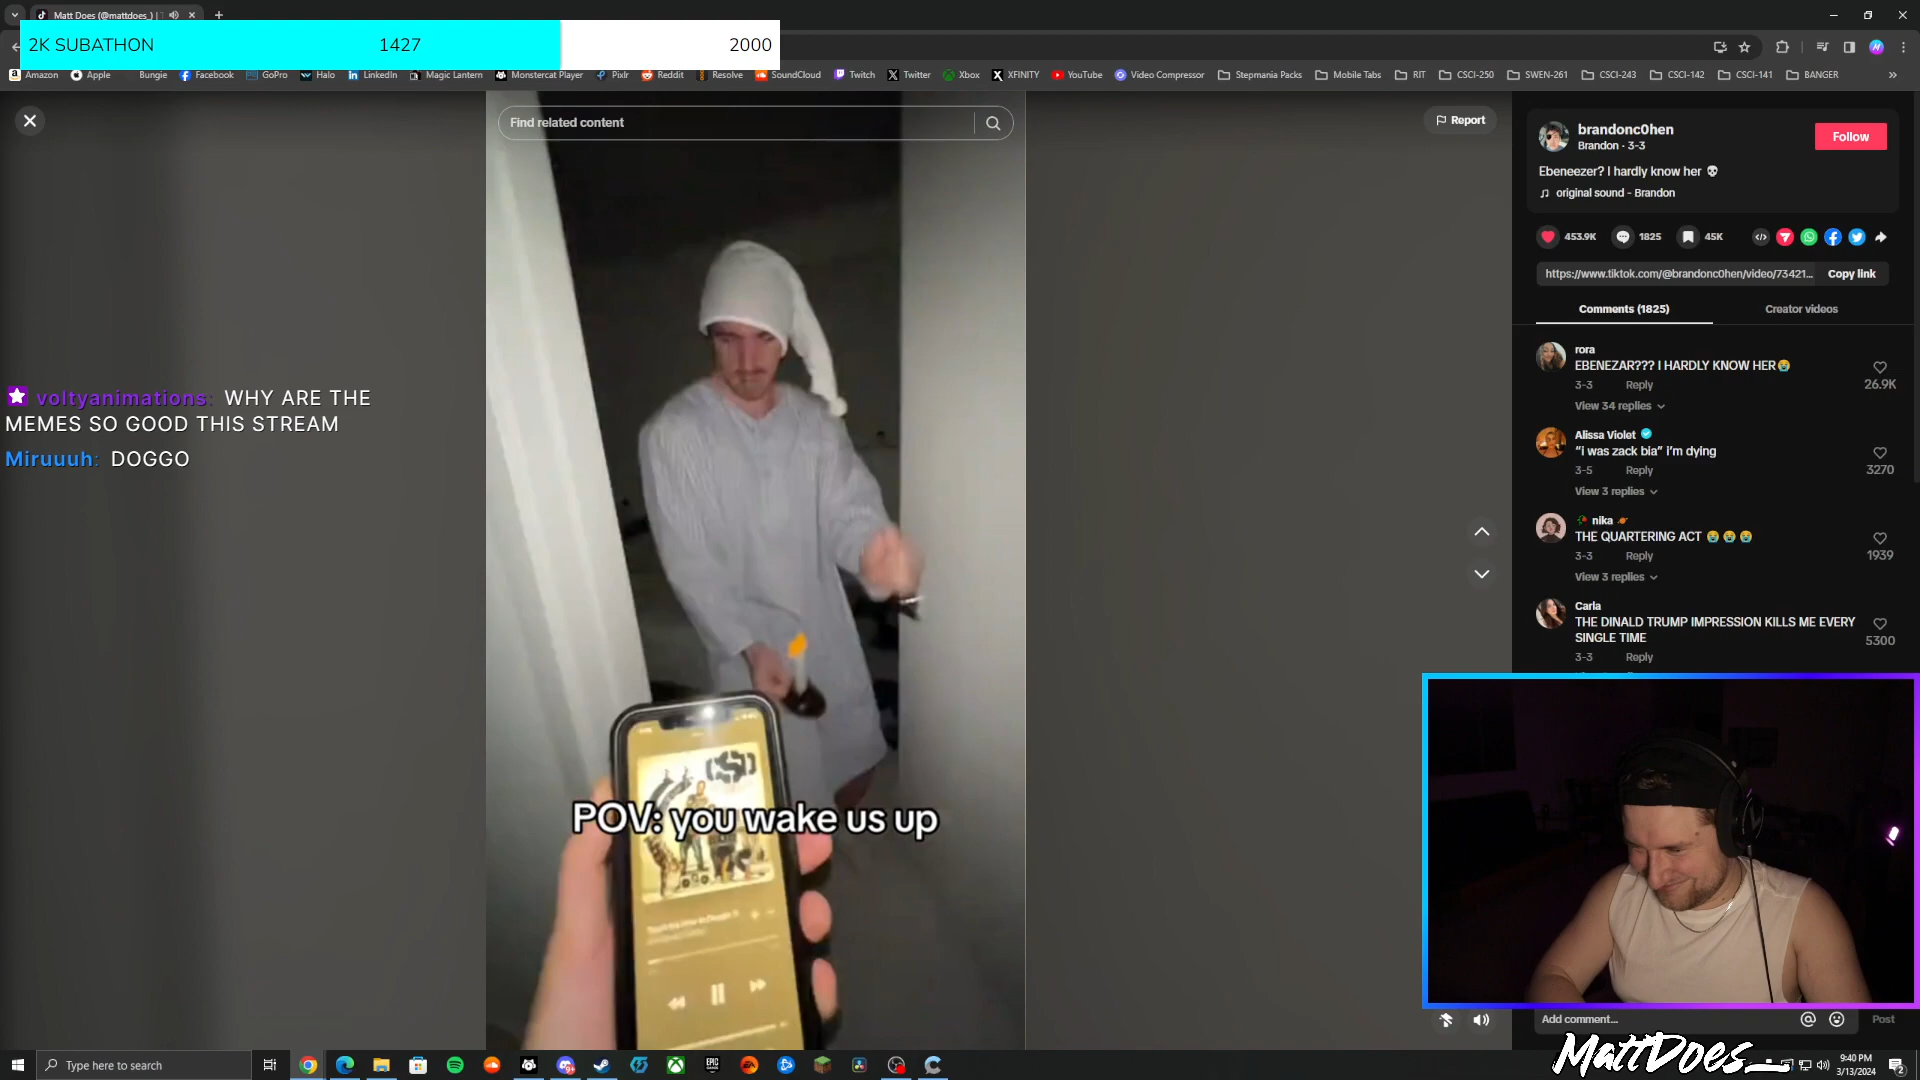 Matt Does (@mattdoes_) | T
2K SUBATHON 1427 2000
Amazon Apple Bungie Facebook GoPro Halo LinkedIn Magic Lantern Monstercat Player Pixlr Reddit Resolve SoundCloud Twitch Twitter Xbox XFINITY YouTube Video Compressor Stepmania Packs Mobile Tabs RIT CSCI-250 SWEN-261 CSCI-243 CSCI-142 CSCI-141 BANGER
Find related content
Report
brandonc0hen
Brandon · 3-3
Follow
Ebeneezer? I hardly know her 💀
original sound - Brandon
453.9K 1825 45K
https://www.tiktok.com/@brandonc0hen/video/73421... Copy link
Comments (1825) Creator videos
rora
EBENEZAR??? I HARDLY KNOW HER😭
3-3 Reply 26.9K
View 34 replies
Alissa Violet
“i was zack bia” i’m dying
3-5 Reply 3270
View 3 replies
nika
THE QUARTERING ACT 😭 😭 😭
3-3 Reply 1939
View 3 replies
Carla
THE DINALD TRUMP IMPRESSION KILLS ME EVERY
SINGLE TIME
3-3 Reply 5300
voltyanimations: WHY ARE THE
MEMES SO GOOD THIS STREAM
Miruuuh: DOGGO
POV: you wake us up
Add comment... Post
MattDoes_
Type here to search
9:40 PM
3/13/2024